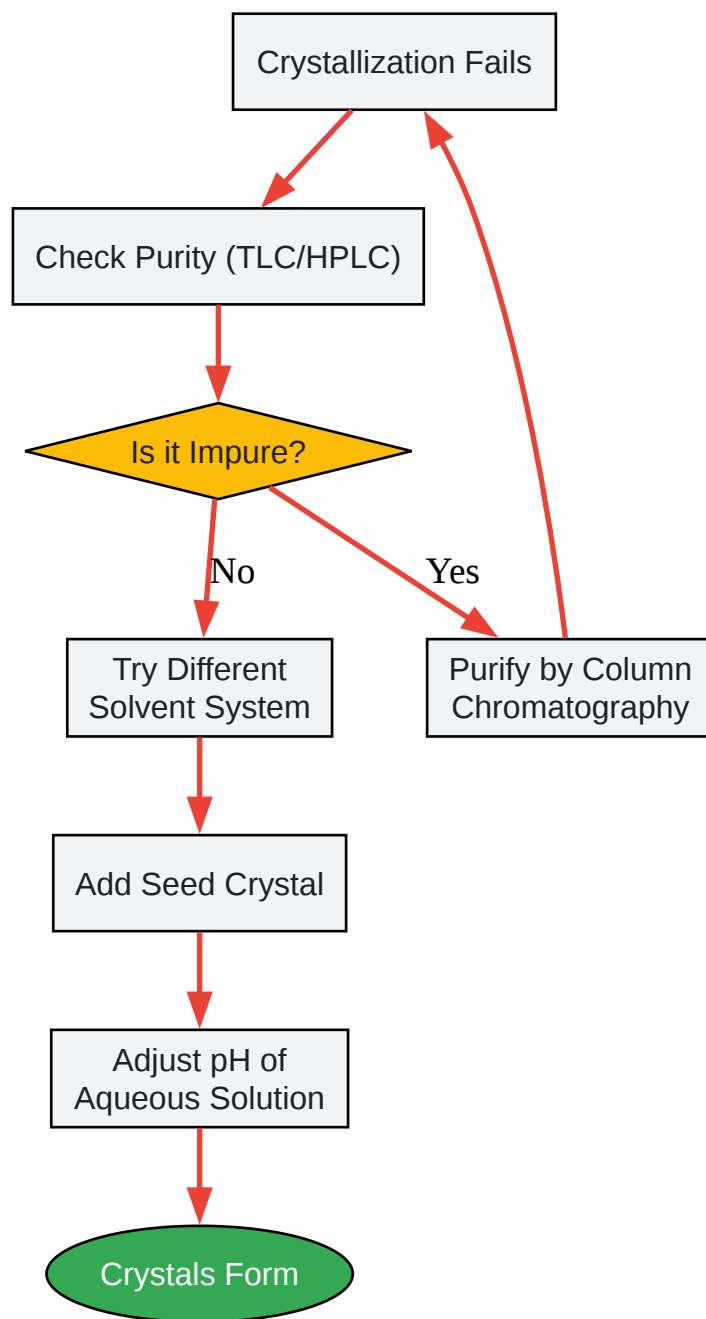 Crystallization Fails
Check Purity (TLC/HPLC)
Is it Impure?
No
Yes
Try Different
Solvent System
Purify by Column
Chromatography
Add Seed Crystal
Adjust pH of
Aqueous Solution
Crystals Form